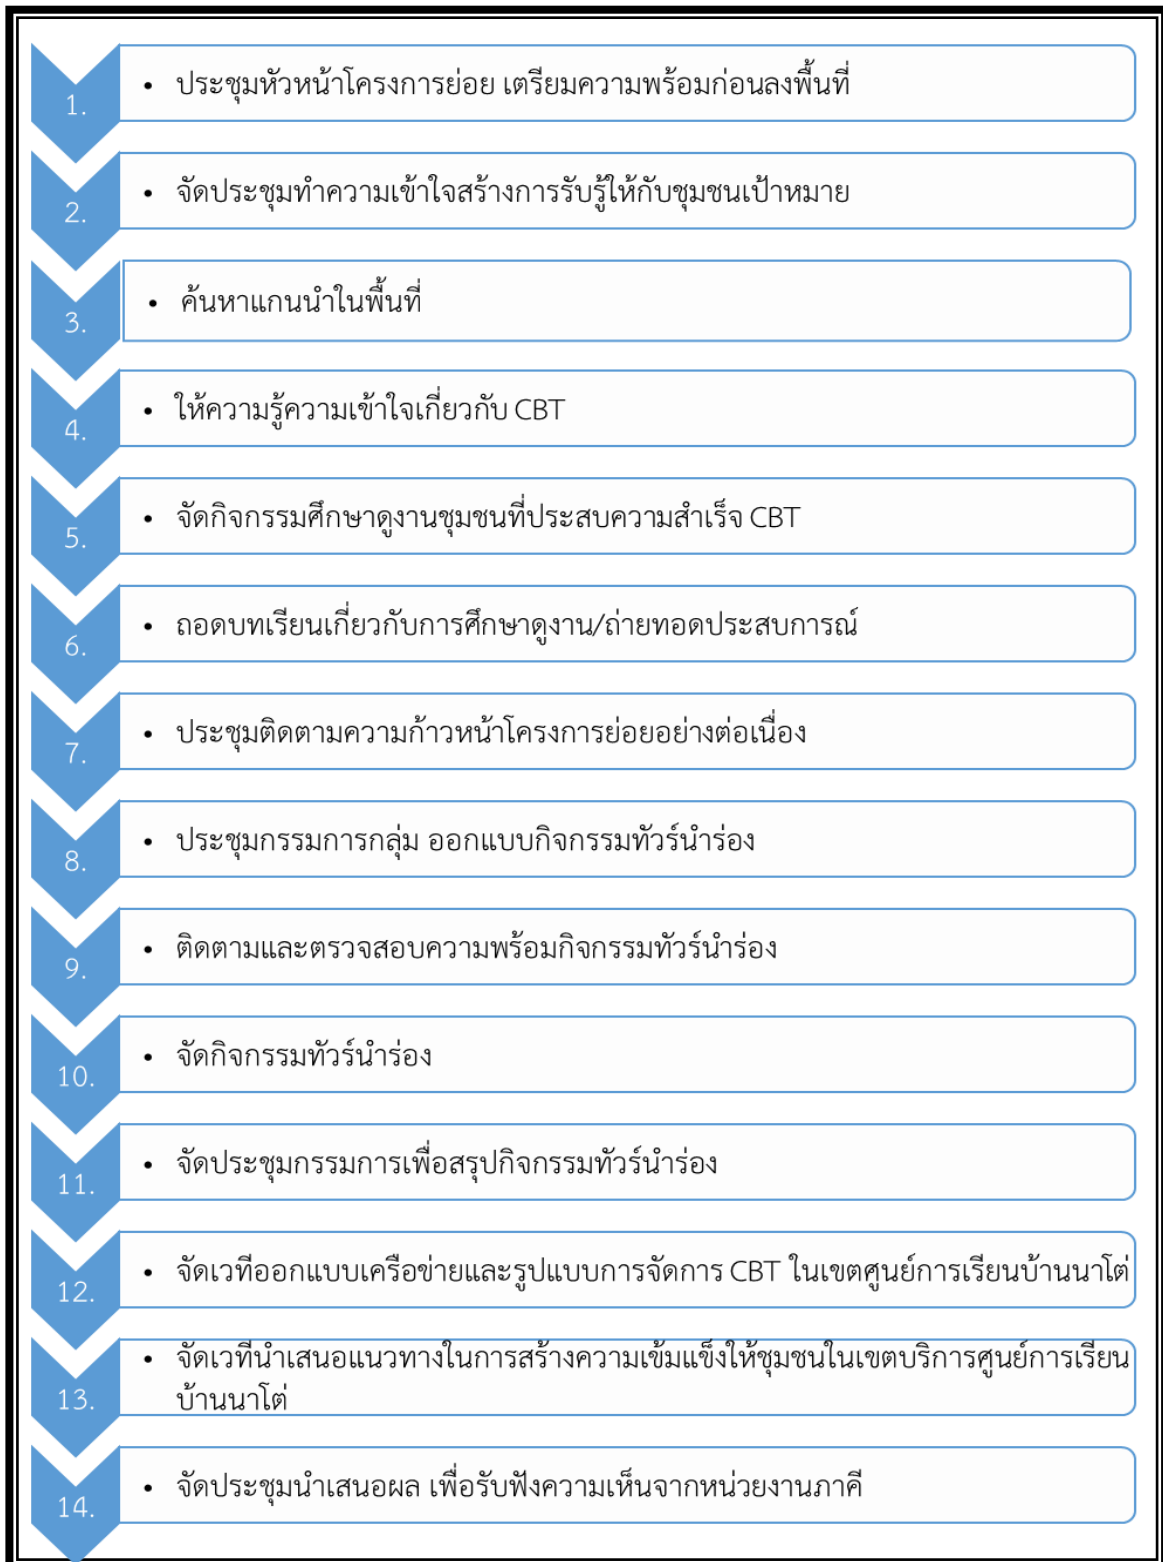 1. • ประชุมหัวหน้าโครงการย่อย เตรียมความพร้อมก่อนลงพื้นที่
2. • จัดประชุมทำความเข้าใจสร้างการรับรู้ให้กับชุมชนเป้าหมาย
3. • ค้นหาแกนนำในพื้นที่
4. • ให้ความรู้ความเข้าใจเกี่ยวกับ CBT
5. • จัดกิจกรรมศึกษาดูงานชุมชนที่ประสบความสำเร็จ CBT
6. • ถอดบทเรียนเกี่ยวกับการศึกษาดูงาน/ถ่ายทอดประสบการณ์
7. • ประชุมติดตามความก้าวหน้าโครงการย่อยอย่างต่อเนื่อง
8. • ประชุมกรรมการกลุ่ม ออกแบบกิจกรรมทัวร์นำร่อง
9. • ติดตามและตรวจสอบความพร้อมกิจกรรมทัวร์นำร่อง
10. • จัดกิจกรรมทัวร์นำร่อง
11. • จัดประชุมกรรมการเพื่อสรุปกิจกรรมทัวร์นำร่อง
12. • จัดเวทีออกแบบเครือข่ายและรูปแบบการจัดการ CBT ในเขตศูนย์การเรียนบ้านนาโต่
13. • จัดเวทีนำเสนอแนวทางในการสร้างความเข้มแข็งให้ชุมชนในเขตบริการศูนย์การเรียน
บ้านนาโต่
14. • จัดประชุมนำเสนอผล เพื่อรับฟังความเห็นจากหน่วยงานภาคี